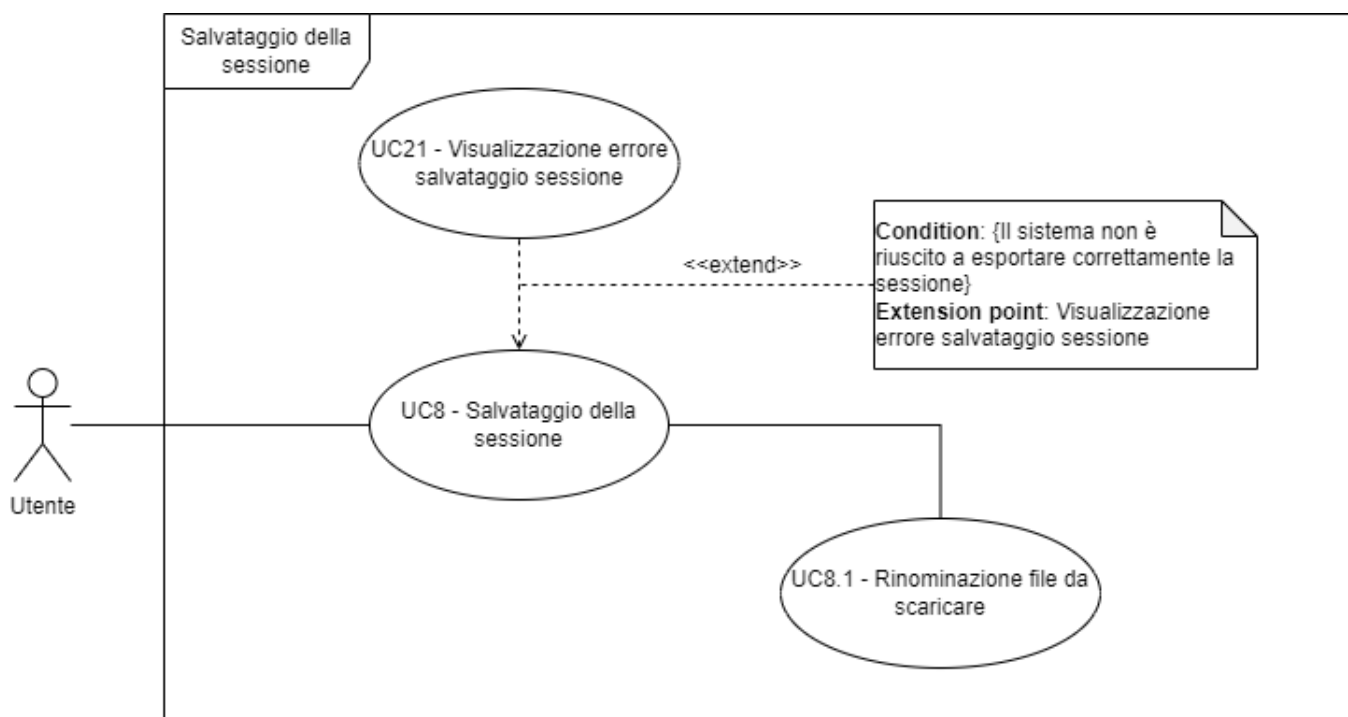 Salvataggio della
sessione
UC21 - Visualizzazione errore
salvataggio sessione
<<extend>>
Condition: {Il sistema non è
riuscito a esportare correttamente la
sessione}
Extension point: Visualizzazione
errore salvataggio sessione
UC8 - Salvataggio della
sessione
Utente
UC8.1 - Rinominazione file da
scaricare